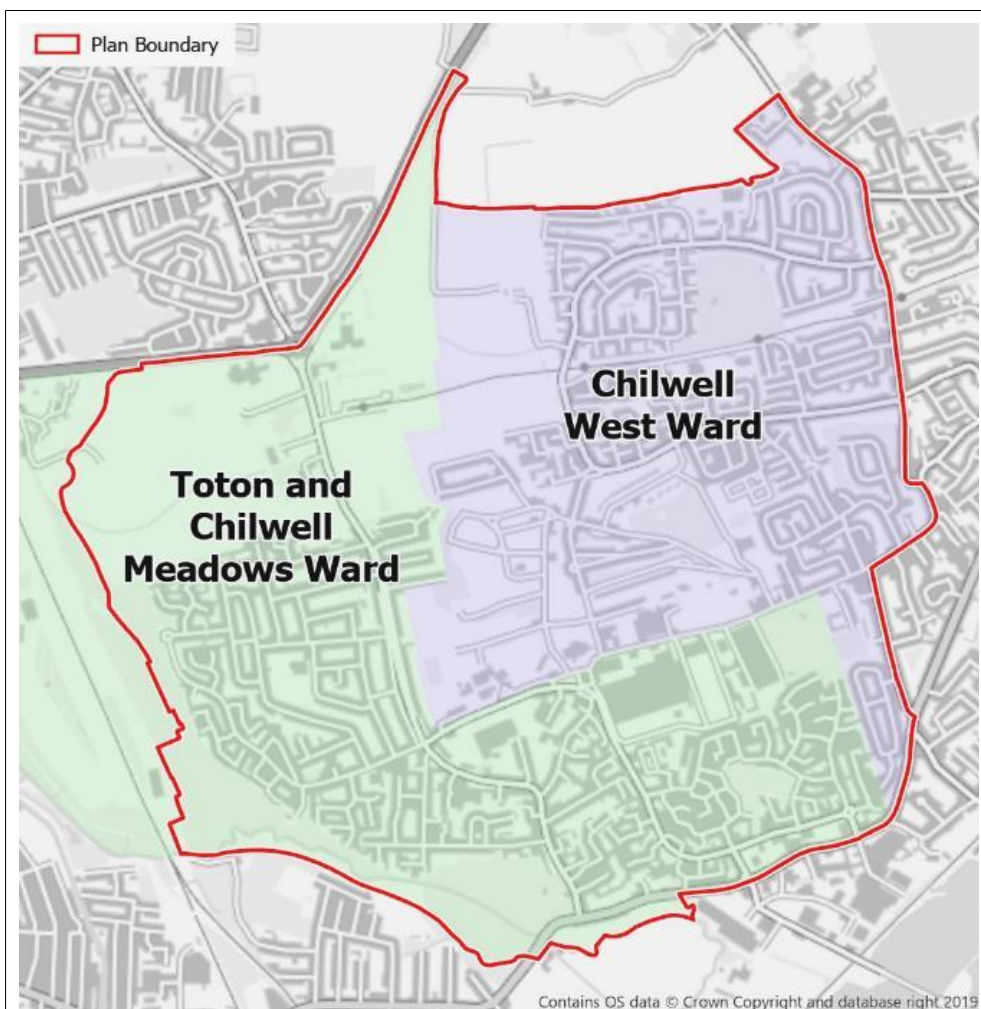 Plan Boundary
Chilwell
West Ward
Toton and
Chilwell
Meadows Ward
Contains OS data © Crown Copyright and database right 2019